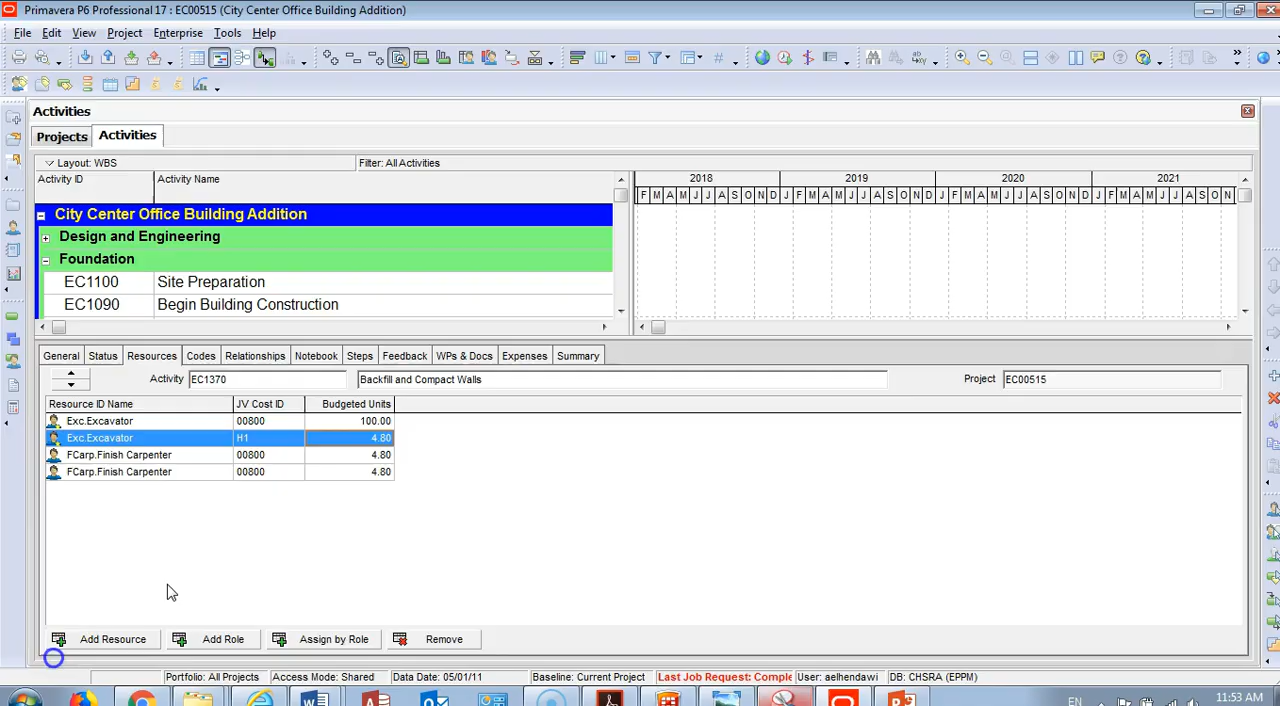 Primavera P6 Professional 17 : EC00515 (City Center Office Building Addition)
File Edit View Project Enterprise Tools Help
Activities
Projects Activities
Layout: WBS Filter: All Activities
Activity ID Activity Name 2018 2019 2020 2021
F M A M J J A S O N D J F M A M J J A S O N D J F M A M J J A S O N D J F M A M J J A S O N
City Center Office Building Addition
Design and Engineering
Foundation
EC1100 Site Preparation
EC1090 Begin Building Construction
General Status Resources Codes Relationships Notebook Steps Feedback WPs & Docs Expenses Summary
Activity EC1370 Backfill and Compact Walls Project EC00515
Resource ID Name JV Cost ID Budgeted Units
Exc.Excavator 00800 100.00
Exc.Excavator H1 4.80
FCarp.Finish Carpenter 00800 4.80
FCarp.Finish Carpenter 00800 4.80
Add Resource Add Role Assign by Role Remove
Portfolio: All Projects Access Mode: Shared Data Date: 05/01/11 Baseline: Current Project Last Job Request: Comple User: aelhendawi DB: CHSRA (EPPM)
EN 11:53 AM